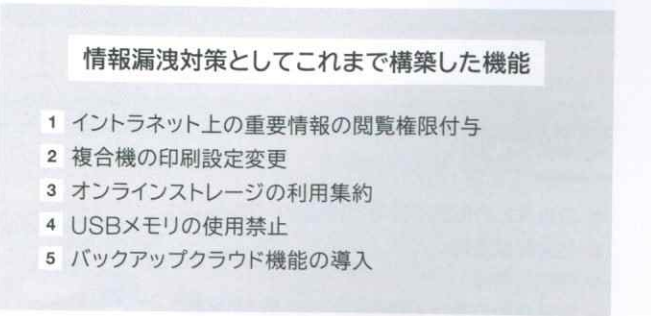 情報漏洩対策としてこれまで構築した機能
1 イントラネット上の重要情報の閲覧権限付与
2 複合機の印刷設定変更
3 オンラインストレージの利用集約
4 USBメモリの使用禁止
5 バックアップクラウド機能の導入